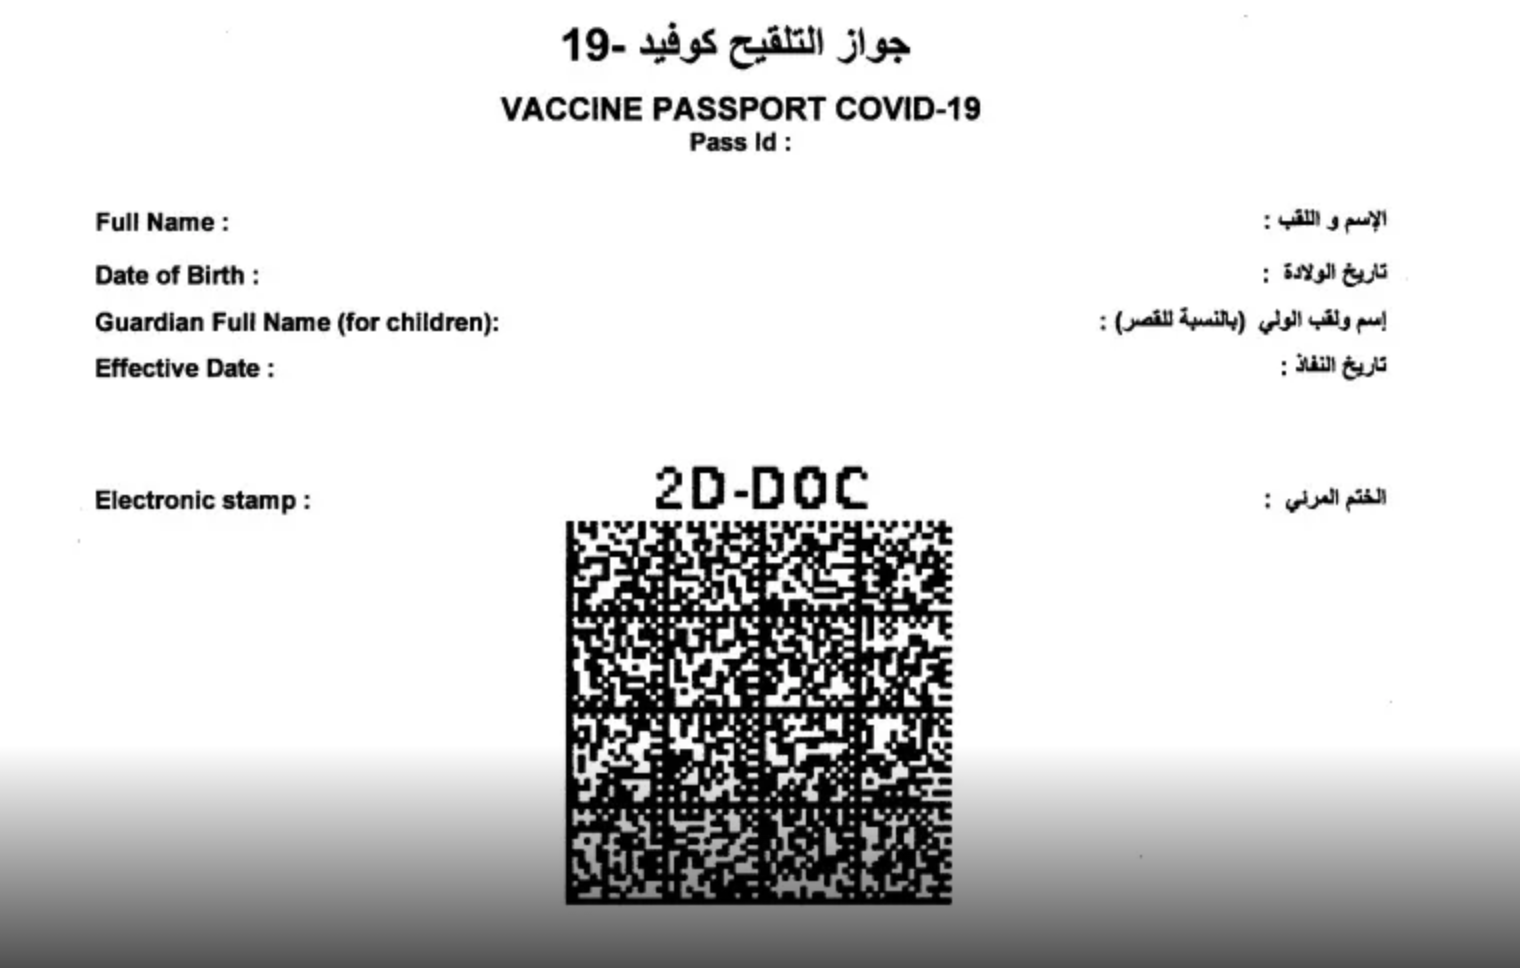 جواز التلقيح كوفيد -19
VACCINE PASSPORT COVID-19
Pass Id :
Full Name :
الإسم و اللقب :
Date of Birth :
تاريخ الولادة :
Guardian Full Name (for children):
إسم ولقب الولي (بالنسبة للقصر) :
Effective Date :
تاريخ النفاذ :
2D-DOC
Electronic stamp :
الختم المرئي :